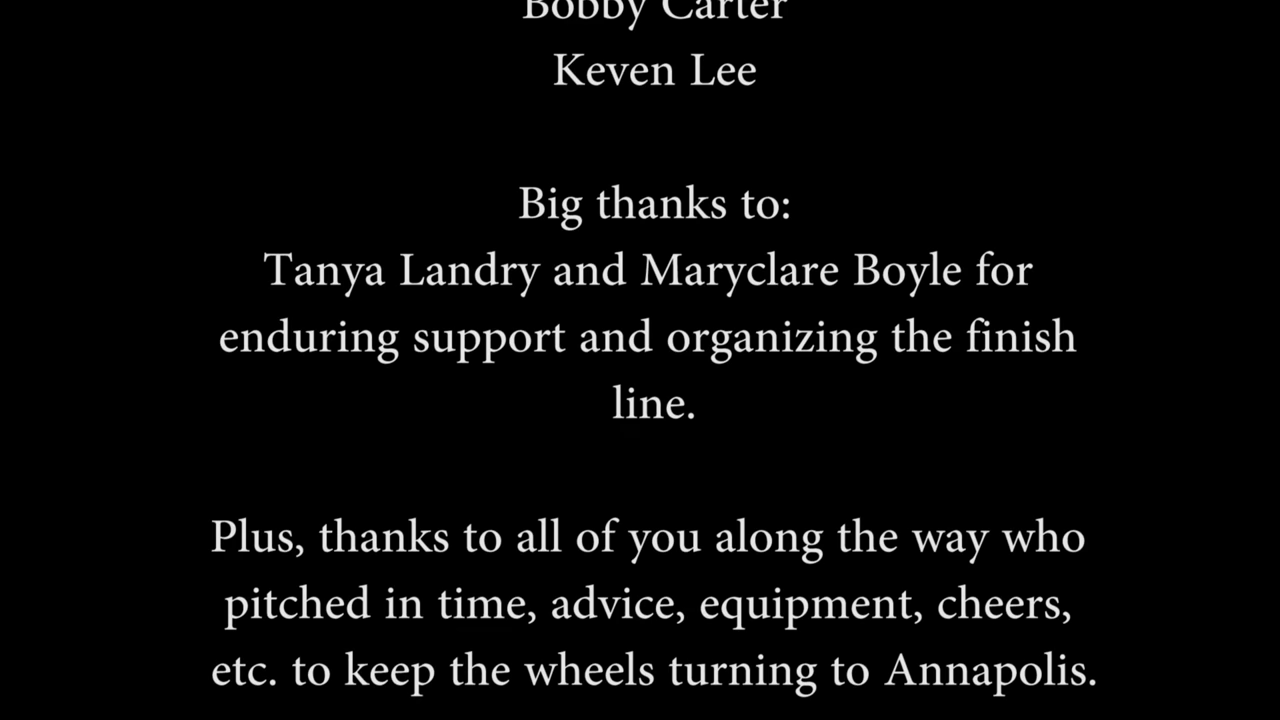 Bobby Carter
Keven Lee
Big thanks to:
Tanya Landry and Maryclare Boyle for
enduring support and organizing the finish
line.
Plus, thanks to all of you along the way who
pitched in time, advice, equipment, cheers,
etc. to keep the wheels turning to Annapolis.